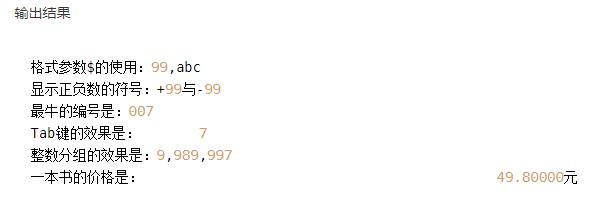 输出结果
格式参数$的使用：99,abc
显示正负数的符号：+99与-99
最牛的编号是：007
Tab键的效果是：       7
整数分组的效果是：9,989,997
一本书的价格是：                                          49.80000元